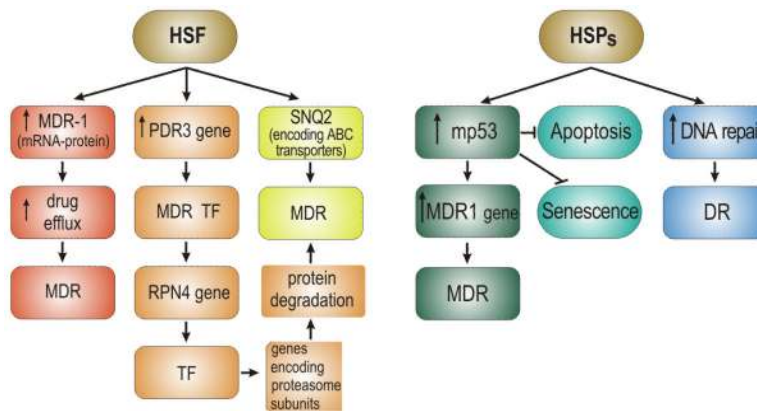 HSF
↑ MDR-1
(mRNA-protein)
↑ drug
efflux
MDR
↑ PDR3 gene
MDR TF
RPN4 gene
TF
genes
encoding
proteasome
subunits
protein
degradation
SNQ2
(encoding ABC
transporters)
MDR
HSPs
↑ mp53
Apoptosis
Senescence
↑ MDR1 gene
MDR
↑ DNA repair
DR